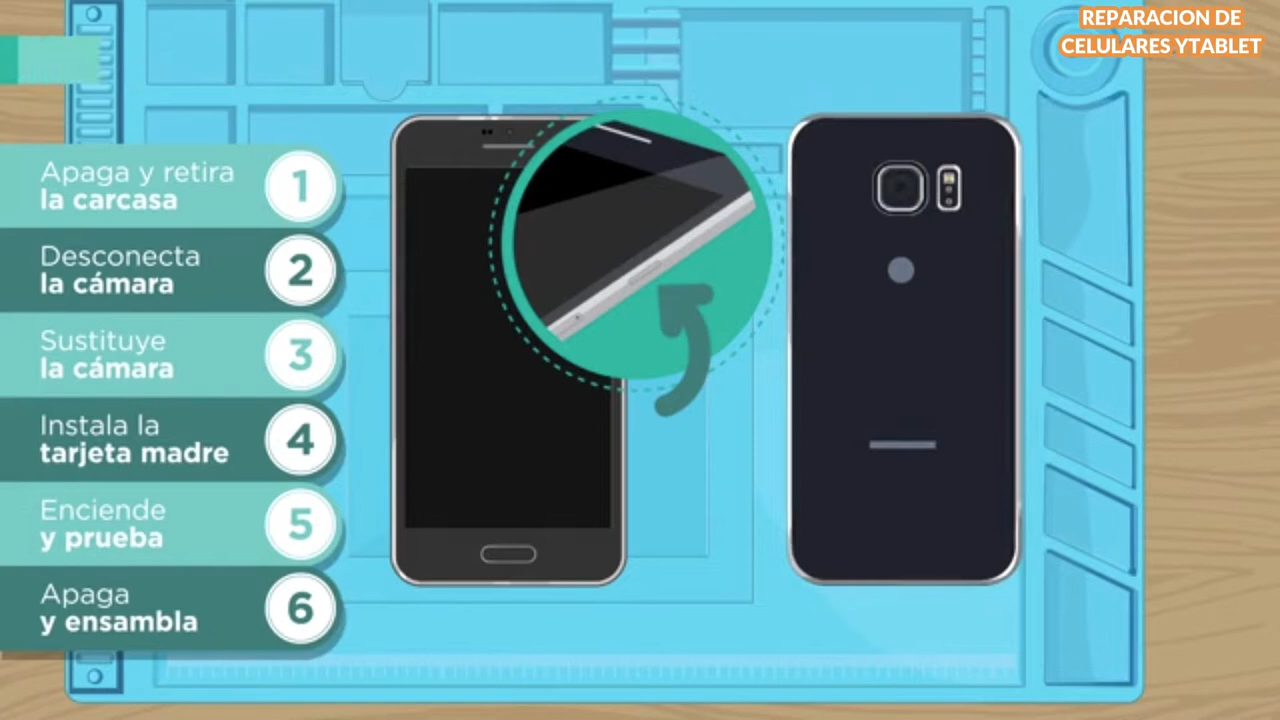 REPARACION DE
CELULARES YTABLET
Apaga y retira
la carcasa
1
Desconecta
la cámara
2
Sustituye
la cámara
3
Instala la
tarjeta madre
4
Enciende
y prueba
5
Apaga
y ensambla
6